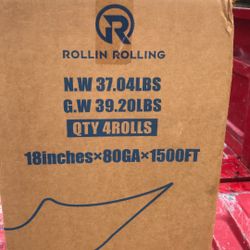 R
ROLLIN ROLLING
N.W 37.04LBS
G.W 39.20LBS
QTY 4ROLLS
18inches×80GA×1500FT